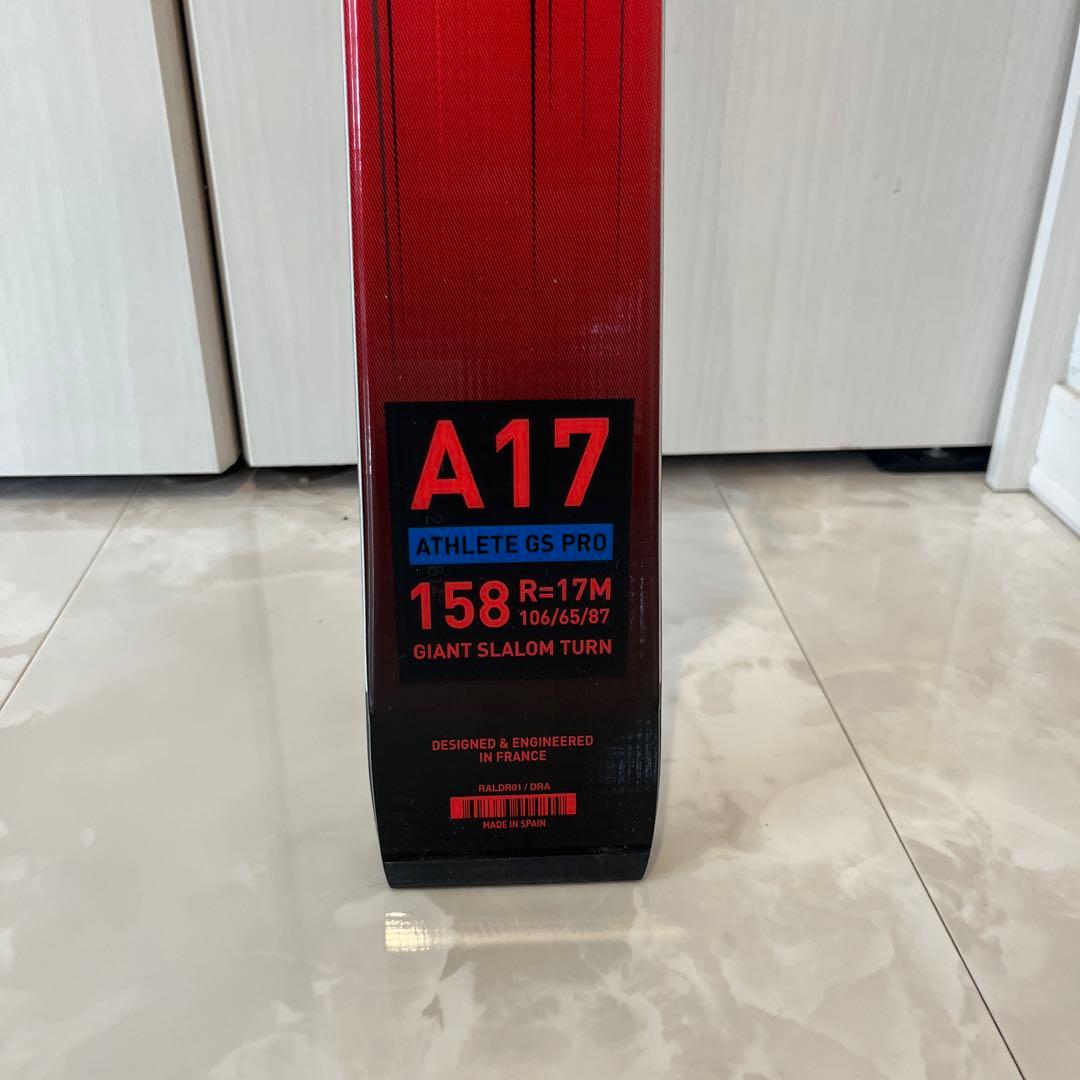 A17
ATHLETE GS PRO
158 R=17M
106/65/87
GIANT SLALOM TURN
DESIGNED & ENGINEERED
IN FRANCE
RALDR01 / DRA
MADE IN SPAIN